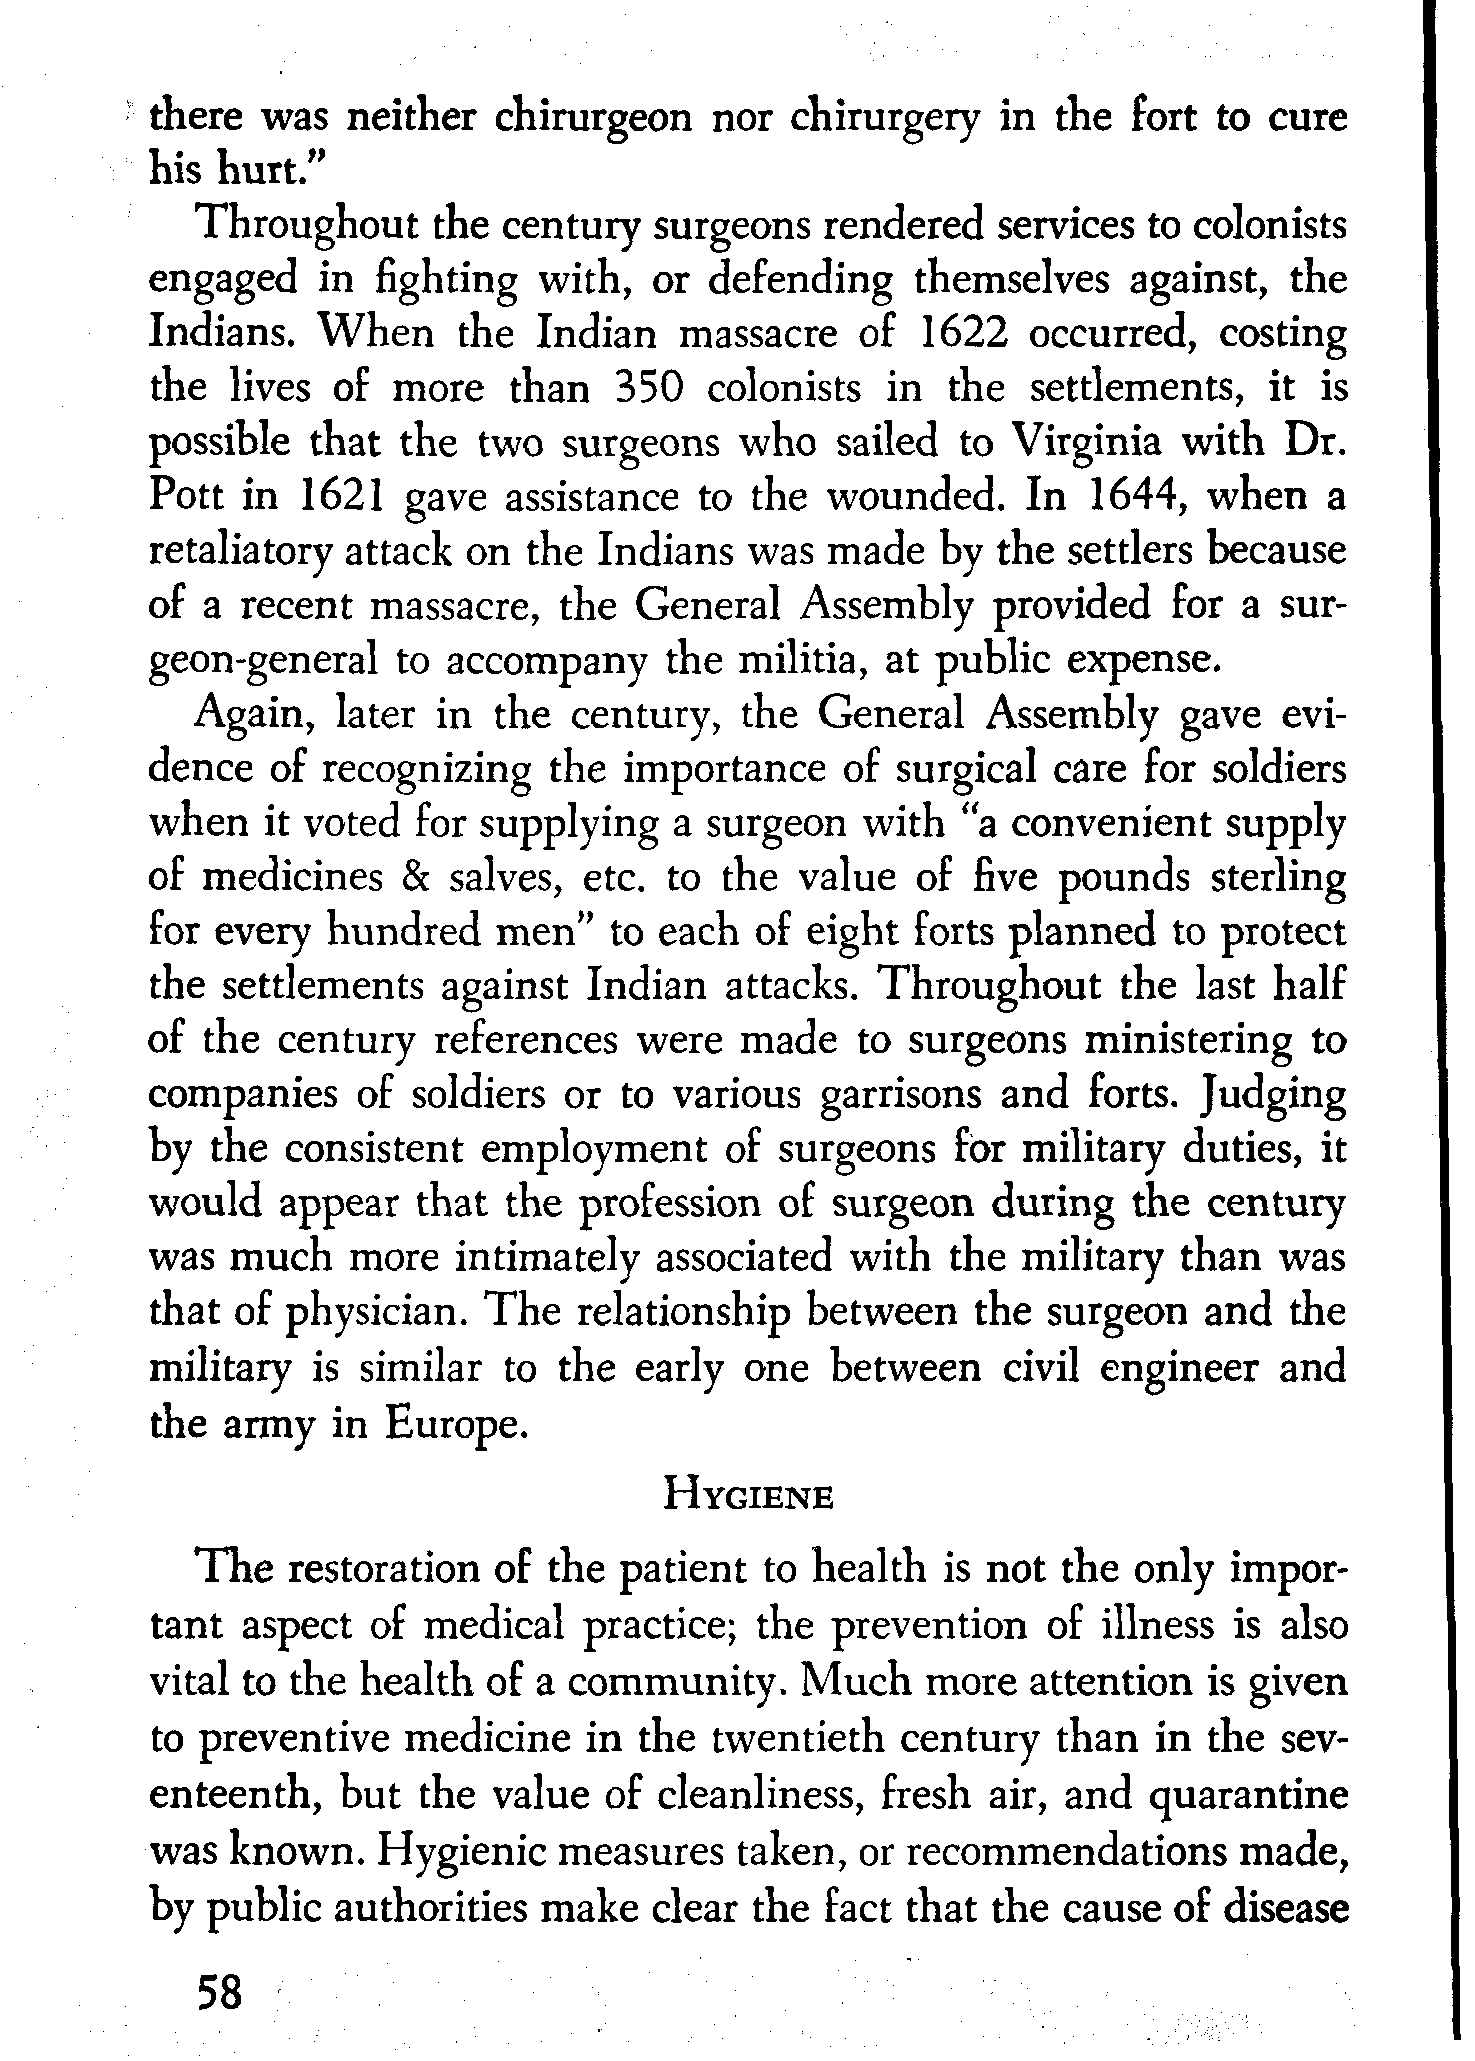 there was neither chirurgeon nor chirurgery in the fort to cure
his hurt."
Throughout the century surgeons rendered services to colonists
engaged in fighting with, or defending themselves against, the
Indians. When the Indian massacre of 1622 occurred, costing
the lives of more than 350 colonists in the settlements, it is
possible that the two surgeons who sailed to Virginia with Dr.
Pott in 1621 gave assistance to the wounded. In 1644, when a
retaliatory attack on the Indians was made by the settlers because
of a recent massacre, the General Assembly provided for a sur-
geon-general to accompany the militia, at public expense.
Again, later in the century, the General Assembly gave evi-
dence of recognizing the importance of surgical care for soldiers
when it voted for supplying a surgeon with "a convenient supply
of medicines & salves, etc. to the value of five pounds sterling
for every hundred men" to each of eight forts planned to protect
the settlements against Indian attacks. Throughout the last half
of the century references were made to surgeons ministering to
companies of soldiers or to various garrisons and forts. Judging
by the consistent employment of surgeons for military duties, it
would appear that the profession of surgeon during the century
was much more intimately associated with the military than was
that of physician. The relationship between the surgeon and the
military is similar to the early one between civil engineer and
the army in Europe.
HYGIENE
The restoration of the patient to health is not the only impor-
tant aspect of medical practice; the prevention of illness is also
vital to the health of a community. Much more attention is given
to preventive medicine in the twentieth century than in the sev-
enteenth, but the value of cleanliness, fresh air, and quarantine
was known. Hygienic measures taken, or recommendations made,
by public authorities make clear the fact that the cause of disease
58